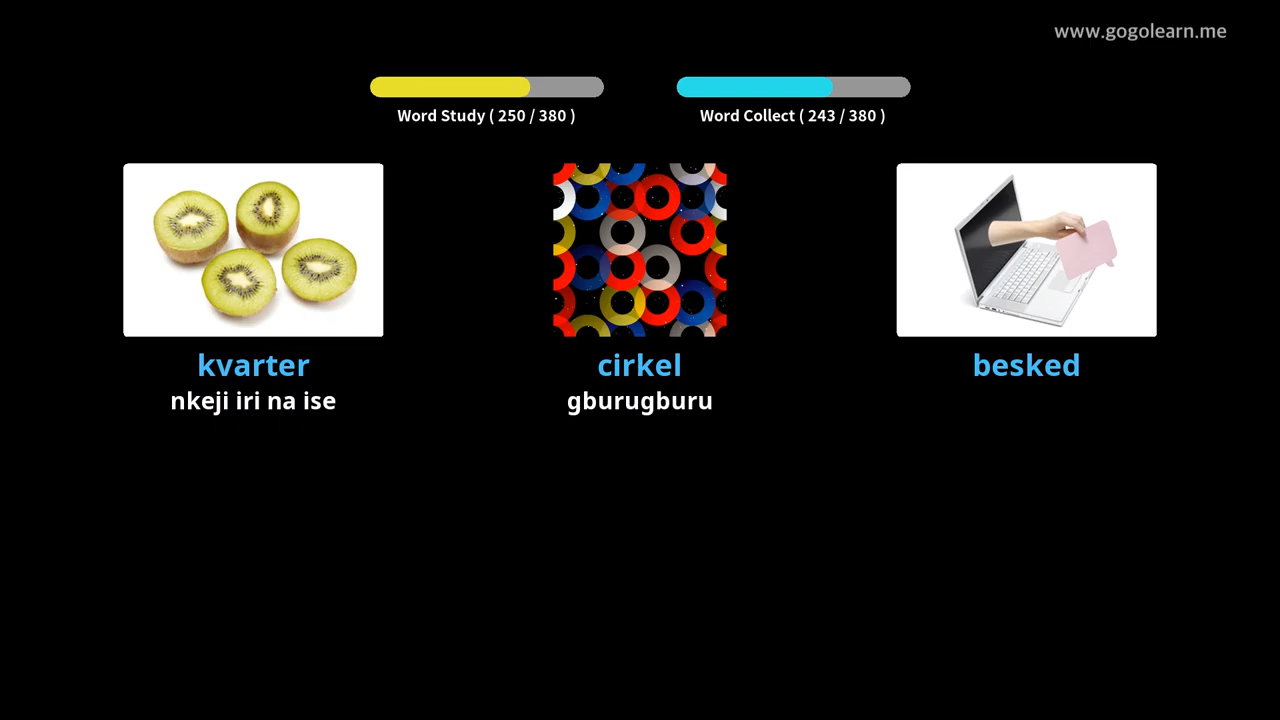 www.gogolearn.me
Word Study ( 250 / 380 )
Word Collect ( 243 / 380 )
kvarter
cirkel
besked
nkeji iri na ise
gburugburu